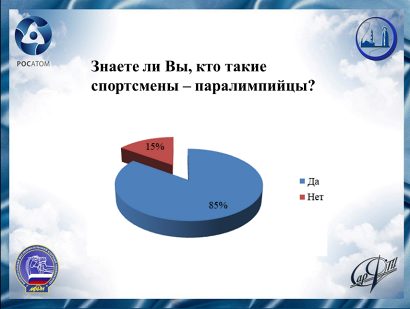 РОСАТОМ
Знаете ли Вы, кто такие
спортсмены – паралимпийцы?
15%
85%
Да
Нет